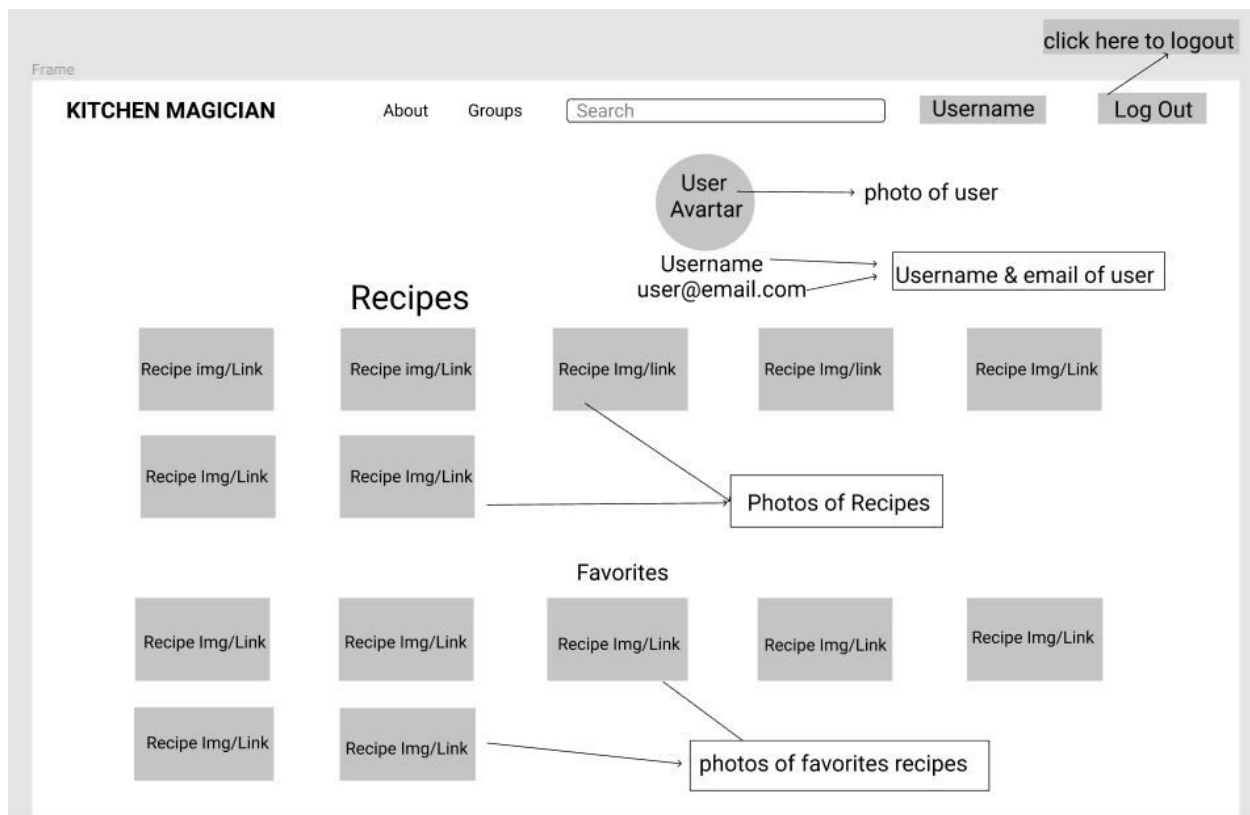 click here to logout
Frame
KITCHEN MAGICIAN About Groups Search Username Log Out
User
Avartar
photo of user
Username
user@email.com
Username & email of user
Recipes
Recipe img/Link Recipe img/Link Recipe Img/link Recipe Img/link Recipe Img/Link
Recipe Img/Link Recipe Img/Link
Photos of Recipes
Favorites
Recipe Img/Link Recipe Img/Link Recipe Img/Link Recipe Img/Link Recipe Img/Link
Recipe Img/Link Recipe Img/Link
photos of favorites recipes